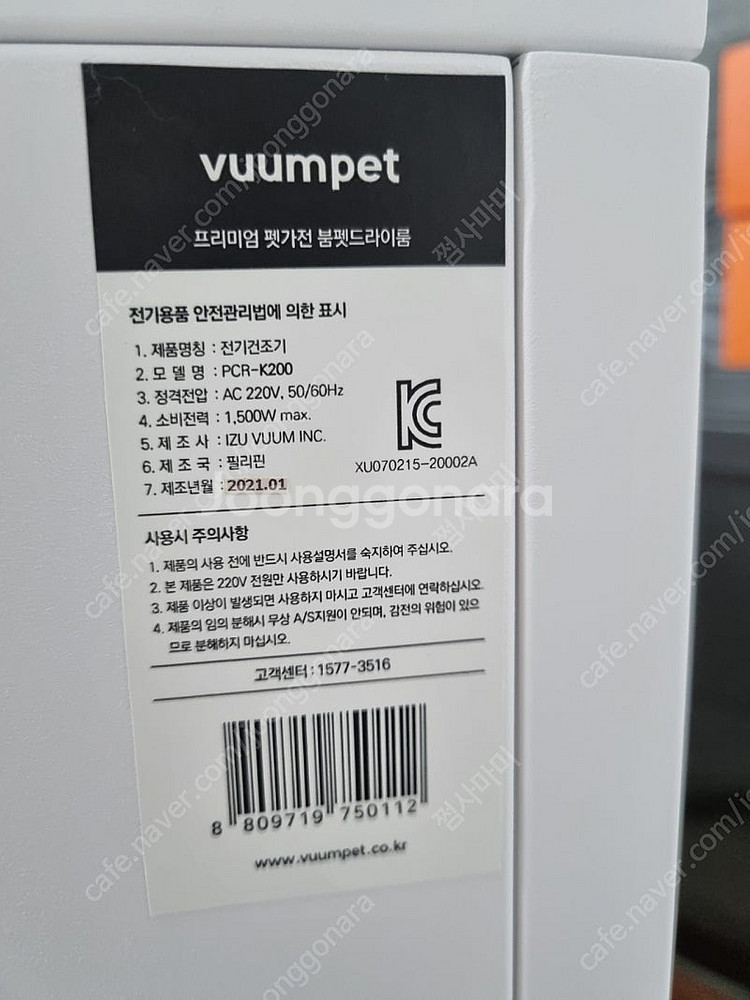 vuumpet
프리미엄 펫가전 붐펫드라이룸
전기용품 안전관리법에 의한 표시
1. 제품명칭 : 전기건조기
2. 모 델 명 : PCR-K200
3. 정격전압 : AC 220V, 50/60Hz
4. 소비전력 : 1,500W max.
5. 제 조 사 : IZU VUUM INC.
6. 제 조 국 : 필리핀
7. 제조년월 : 2021.01
XU070215-20002A
Joonggonara
사용시 주의사항
1. 제품의 사용 전에 반드시 사용설명서를 숙지하여 주십시오.
2. 본 제품은 220V 전원만 사용하시기 바랍니다.
3. 제품 이상이 발생되면 사용하지 마시고 고객센터에 연락하십시오.
4. 제품의 임의 분해시 무상 A/S지원이 안되며, 감전의 위험이 있으
므로 분해하지 마십시오.
고객센터 : 1577-3516
8 809719 750112
www.vuumpet.co.kr
cafe.naver.com/joonggonara
쩜사마미